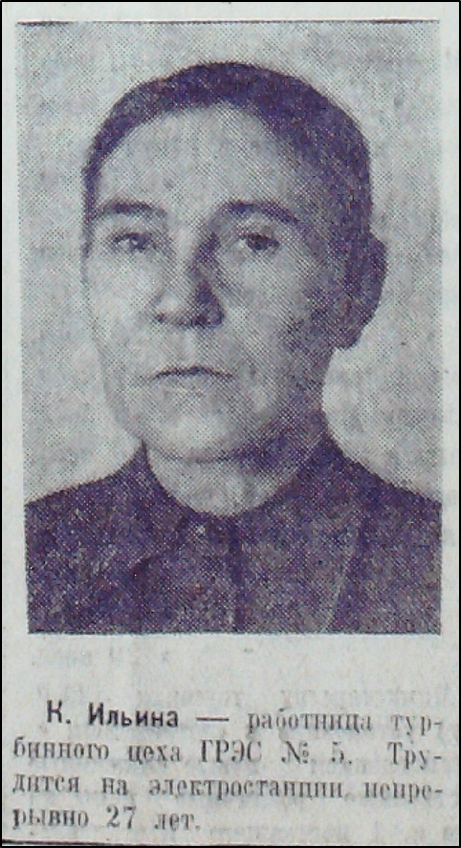 К. Ильина — работница тур-
бинного цеха ГРЭС № 5. Тру-
дится на электростанции непре-
рывно 27 лет.